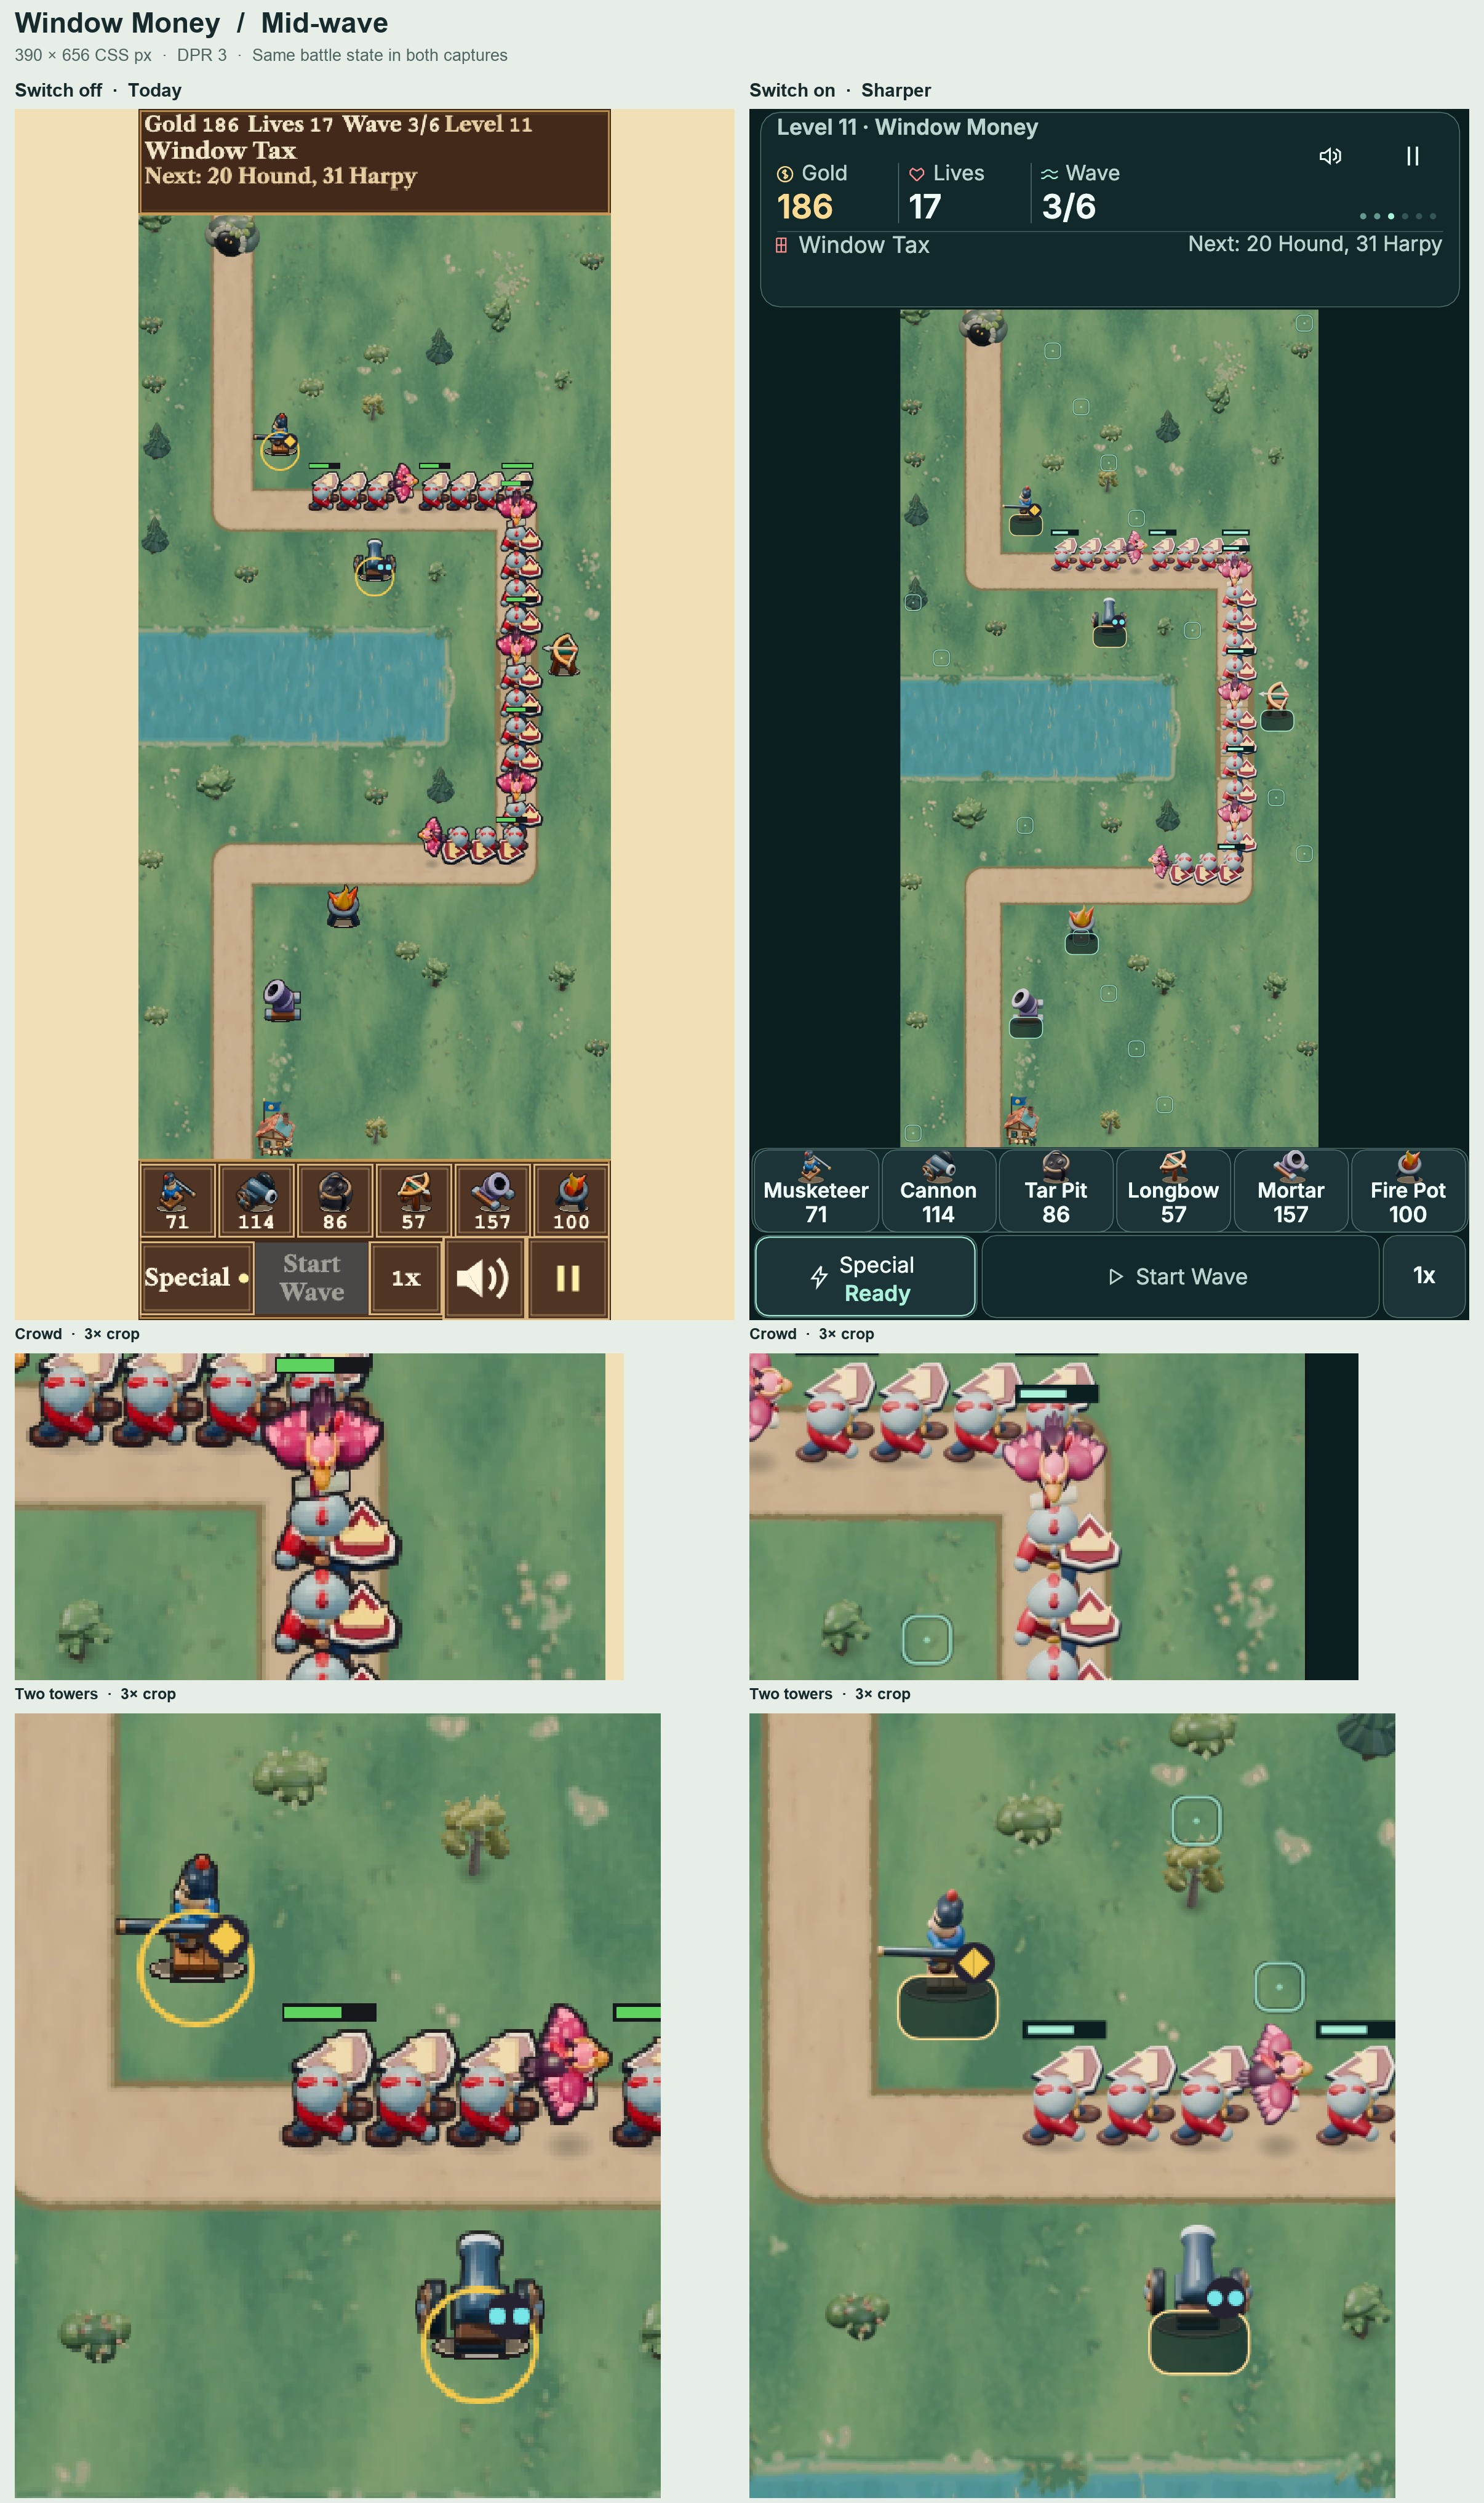 Window Money / Mid-wave
390 × 656 CSS px · DPR 3 · Same battle state in both captures
Switch off · Today
Gold 186 Lives 17 Wave 3/6 Level 11
Window Tax
Next: 20 Hound, 31 Harpy
71 114 86 57 157 100
Special
Start
Wave
1x
Switch on · Sharper
Level 11 · Window Money
Gold Lives Wave
186 17 3/6
Window Tax Next: 20 Hound, 31 Harpy
Musketeer Cannon Tar Pit Longbow Mortar Fire Pot
71 114 86 57 157 100
Special
Ready
Start Wave
1x
Crowd · 3× crop
Crowd · 3× crop
Two towers · 3× crop
Two towers · 3× crop